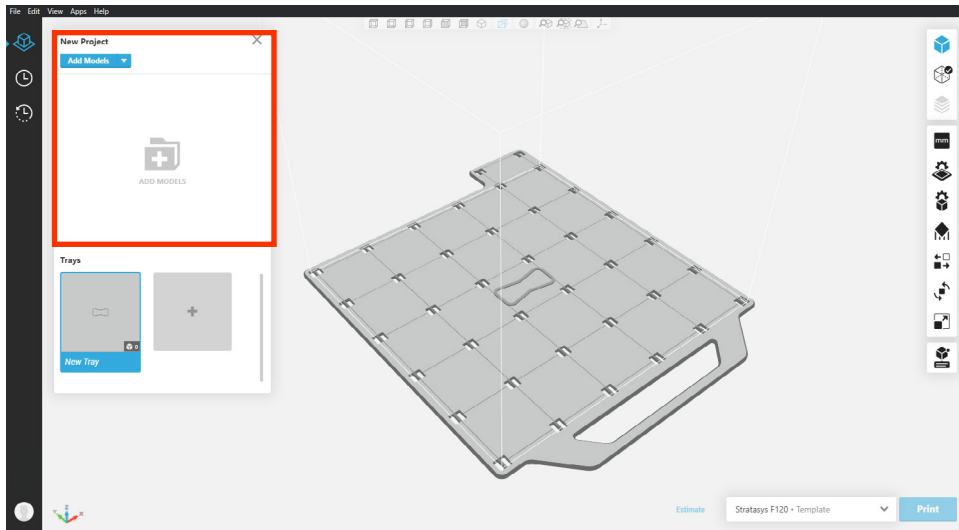 File Edit View Apps Help
New Project
Add Models
ADD MODELS
Trays
0
New Tray
mm
Z
Y
X
Estimate
Stratasys F120 • Template
Print